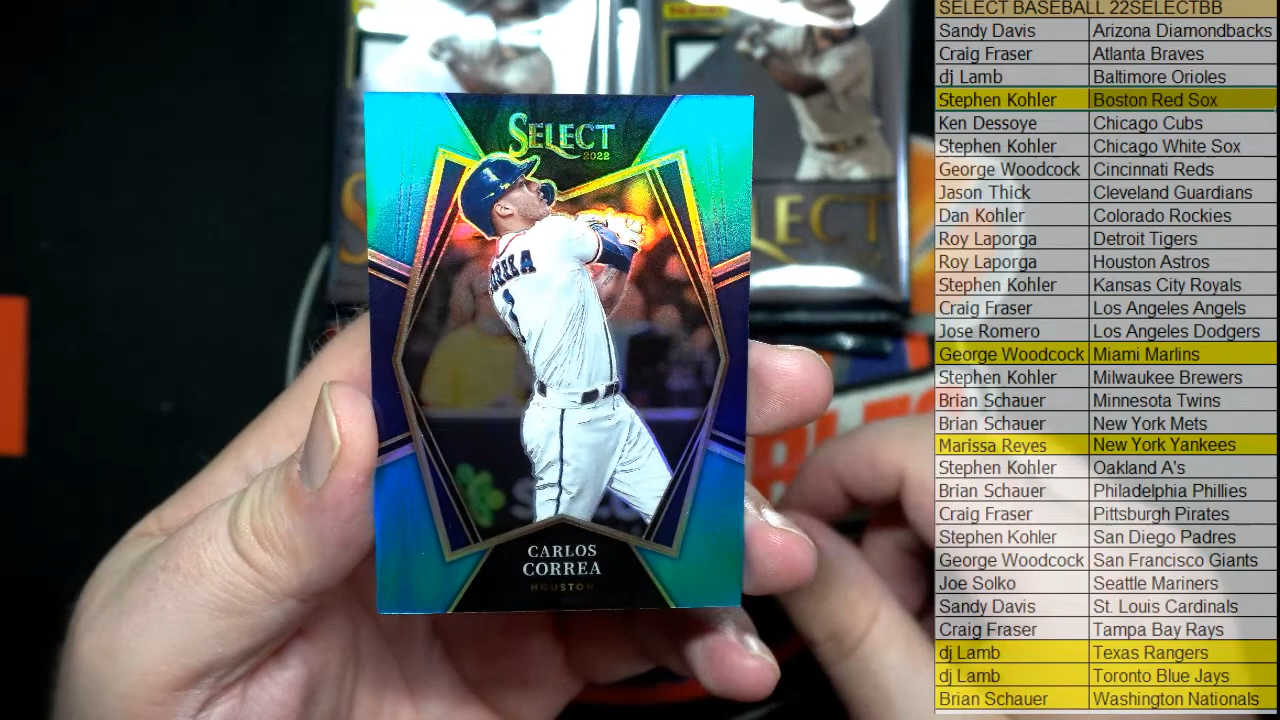 SELECT
2022
CARLOS
CORREA
HOUSTON
SELECT BASEBALL 22SELECTBB
Sandy Davis Arizona Diamondbacks
Craig Fraser Atlanta Braves
dj Lamb Baltimore Orioles
Stephen Kohler Boston Red Sox
Ken Dessoye Chicago Cubs
Stephen Kohler Chicago White Sox
George Woodcock Cincinnati Reds
Jason Thick Cleveland Guardians
Dan Kohler Colorado Rockies
Roy Laporga Detroit Tigers
Roy Laporga Houston Astros
Stephen Kohler Kansas City Royals
Craig Fraser Los Angeles Angels
Jose Romero Los Angeles Dodgers
George Woodcock Miami Marlins
Stephen Kohler Milwaukee Brewers
Brian Schauer Minnesota Twins
Brian Schauer New York Mets
Marissa Reyes New York Yankees
Stephen Kohler Oakland A's
Brian Schauer Philadelphia Phillies
Craig Fraser Pittsburgh Pirates
Stephen Kohler San Diego Padres
George Woodcock San Francisco Giants
Joe Solko Seattle Mariners
Sandy Davis St. Louis Cardinals
Craig Fraser Tampa Bay Rays
dj Lamb Texas Rangers
dj Lamb Toronto Blue Jays
Brian Schauer Washington Nationals